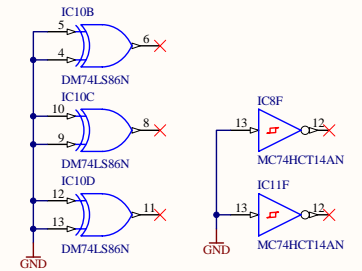 IC10B
5
6
4
DM74LS86N
IC10C
10
8
9
DM74LS86N
IC10D
12
11
13
DM74LS86N
GND
IC8F
13
12
MC74HCT14AN
IC11F
13
12
MC74HCT14AN
GND